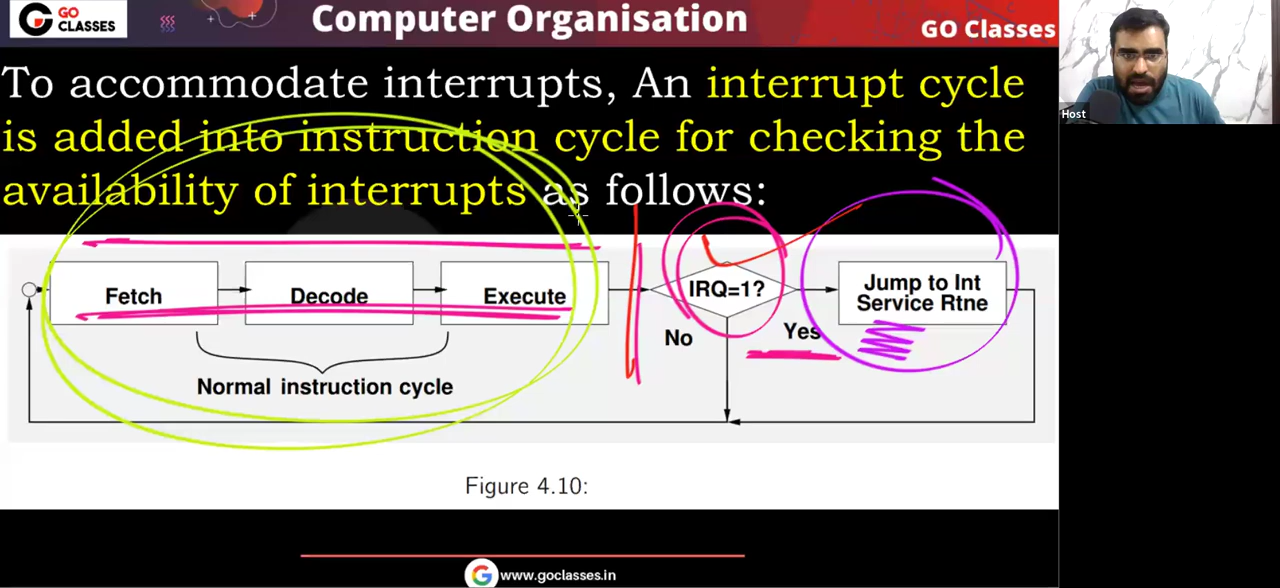 GO
CLASSES
Computer Organisation
GO Classes
Host
To accommodate interrupts, An interrupt cycle
is added into instruction cycle for checking the
availability of interrupts as follows:
Fetch
Decode
Execute
IRQ=1?
Jump to Int
Service Rtne
No
Yes
Normal instruction cycle
Figure 4.10:
www.goclasses.in